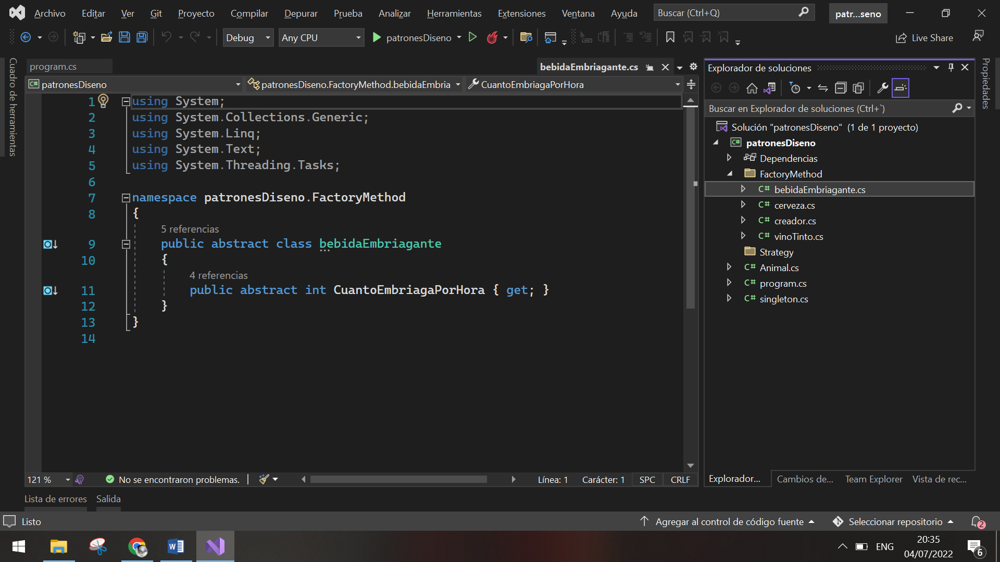 Archivo Editar Ver Git Proyecto Compilar Depurar Prueba Analizar Herramientas Extensiones Ventana Ayuda Buscar (Ctrl+Q) patr...seno
Debug Any CPU patronesDiseno Live Share
Cuadro de herramientas
program.cs bebidaEmbriagante.cs
patronesDiseno patronesDiseno.FactoryMethod.bebidaEmbria CuantoEmbriagaPorHora
1 using System;
2 using System.Collections.Generic;
3 using System.Linq;
4 using System.Text;
5 using System.Threading.Tasks;
6
7 namespace patronesDiseno.FactoryMethod
8 {
5 referencias
9 public abstract class bebidaEmbriagante
10 {
4 referencias
11 public abstract int CuantoEmbriagaPorHora { get; }
12 }
13 }
14
121 % No se encontraron problemas. Línea: 1 Carácter: 1 SPC CRLF
Explorador de soluciones
Buscar en Explorador de soluciones (Ctrl+`)
Solución "patronesDiseno" (1 de 1 proyecto)
C# patronesDiseno
Dependencias
FactoryMethod
C# bebidaEmbriagante.cs
C# cerveza.cs
C# creador.cs
C# vinoTinto.cs
Strategy
C# Animal.cs
C# program.cs
C# singleton.cs
Explorador... Cambios de... Team Explorer Vista de rec...
Propiedades
Lista de errores Salida
Listo Agregar al control de código fuente Seleccionar repositorio 2
ENG 20:35 6
04/07/2022